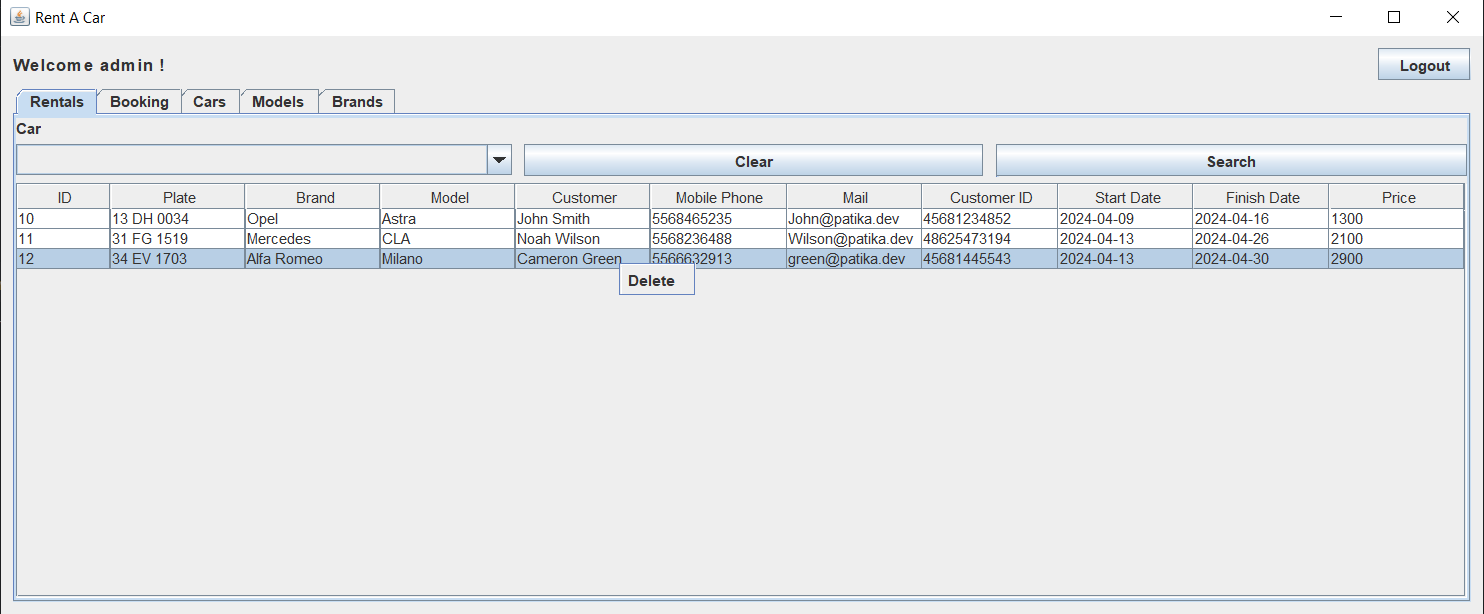 Rent A Car
Welcome admin !
Logout
Rentals Booking Cars Models Brands
Car
Clear Search
ID Plate Brand Model Customer Mobile Phone Mail Customer ID Start Date Finish Date Price
10 13 DH 0034 Opel Astra John Smith 5568465235 John@patika.dev 45681234852 2024-04-09 2024-04-16 1300
11 31 FG 1519 Mercedes CLA Noah Wilson 5568236488 Wilson@patika.dev 48625473194 2024-04-13 2024-04-26 2100
12 34 EV 1703 Alfa Romeo Milano Cameron Green 5566632913 green@patika.dev 45681445543 2024-04-13 2024-04-30 2900
Delete